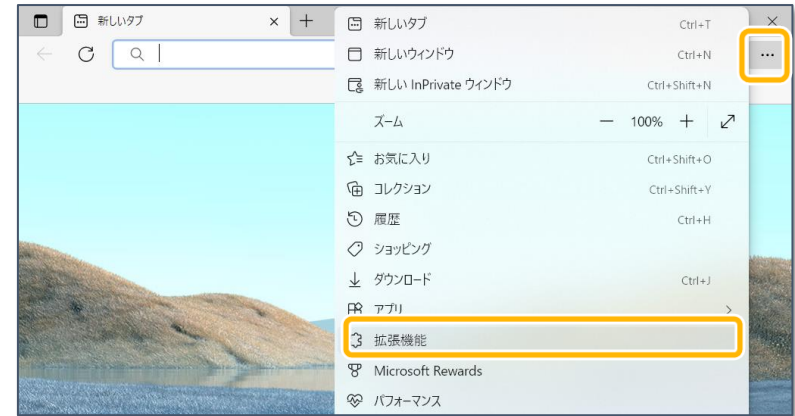 新しいタブ
新しいタブ Ctrl+T
新しいウィンドウ Ctrl+N
新しい InPrivate ウィンドウ Ctrl+Shift+N
ズーム 100%
お気に入り Ctrl+Shift+O
コレクション Ctrl+Shift+Y
履歴 Ctrl+H
ショッピング
ダウンロード Ctrl+J
アプリ
拡張機能
Microsoft Rewards
パフォーマンス